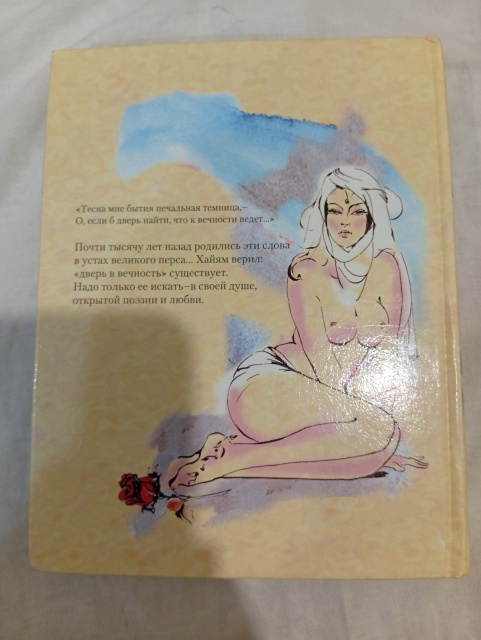 «Тесна мне бытия печальная темница,–
О, если б дверь найти, что к вечности ведет...»
Почти тысячу лет назад родились эти слова
в устах великого перса... Хайям верил:
«дверь в вечность» существует.
Надо только ее искать–в своей душе,
открытой поэзии и любви.